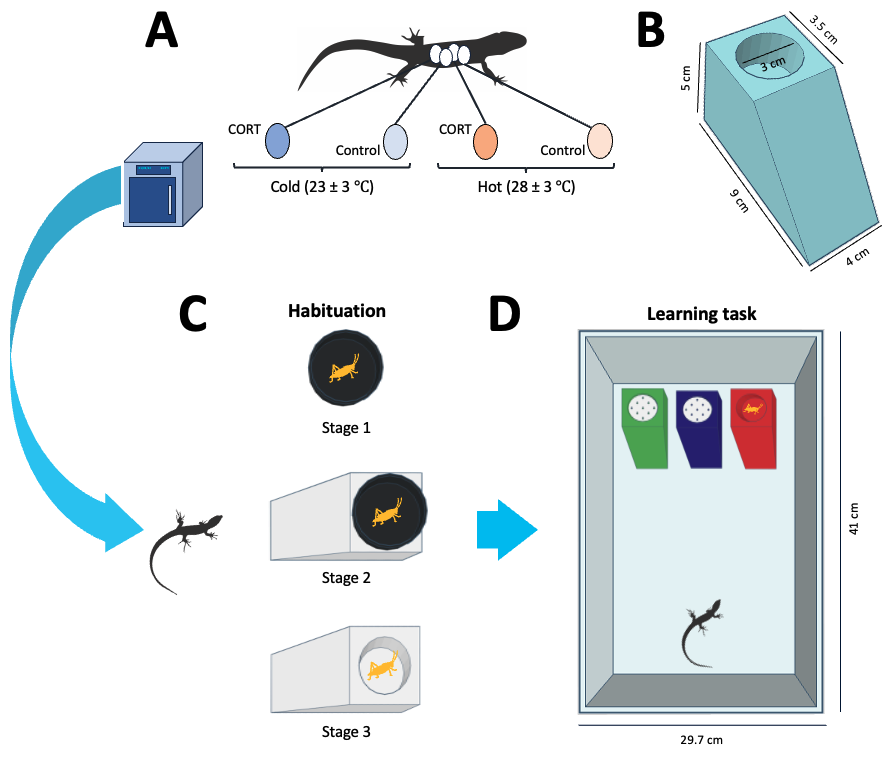 A
CORT
Control
CORT
Control
Cold (23 ± 3 °C)
Hot (28 ± 3 °C)
B
3.5 cm
3 cm
5 cm
9 cm
4 cm
C
Habituation
Stage 1
Stage 2
Stage 3
D
Learning task
41 cm
29.7 cm